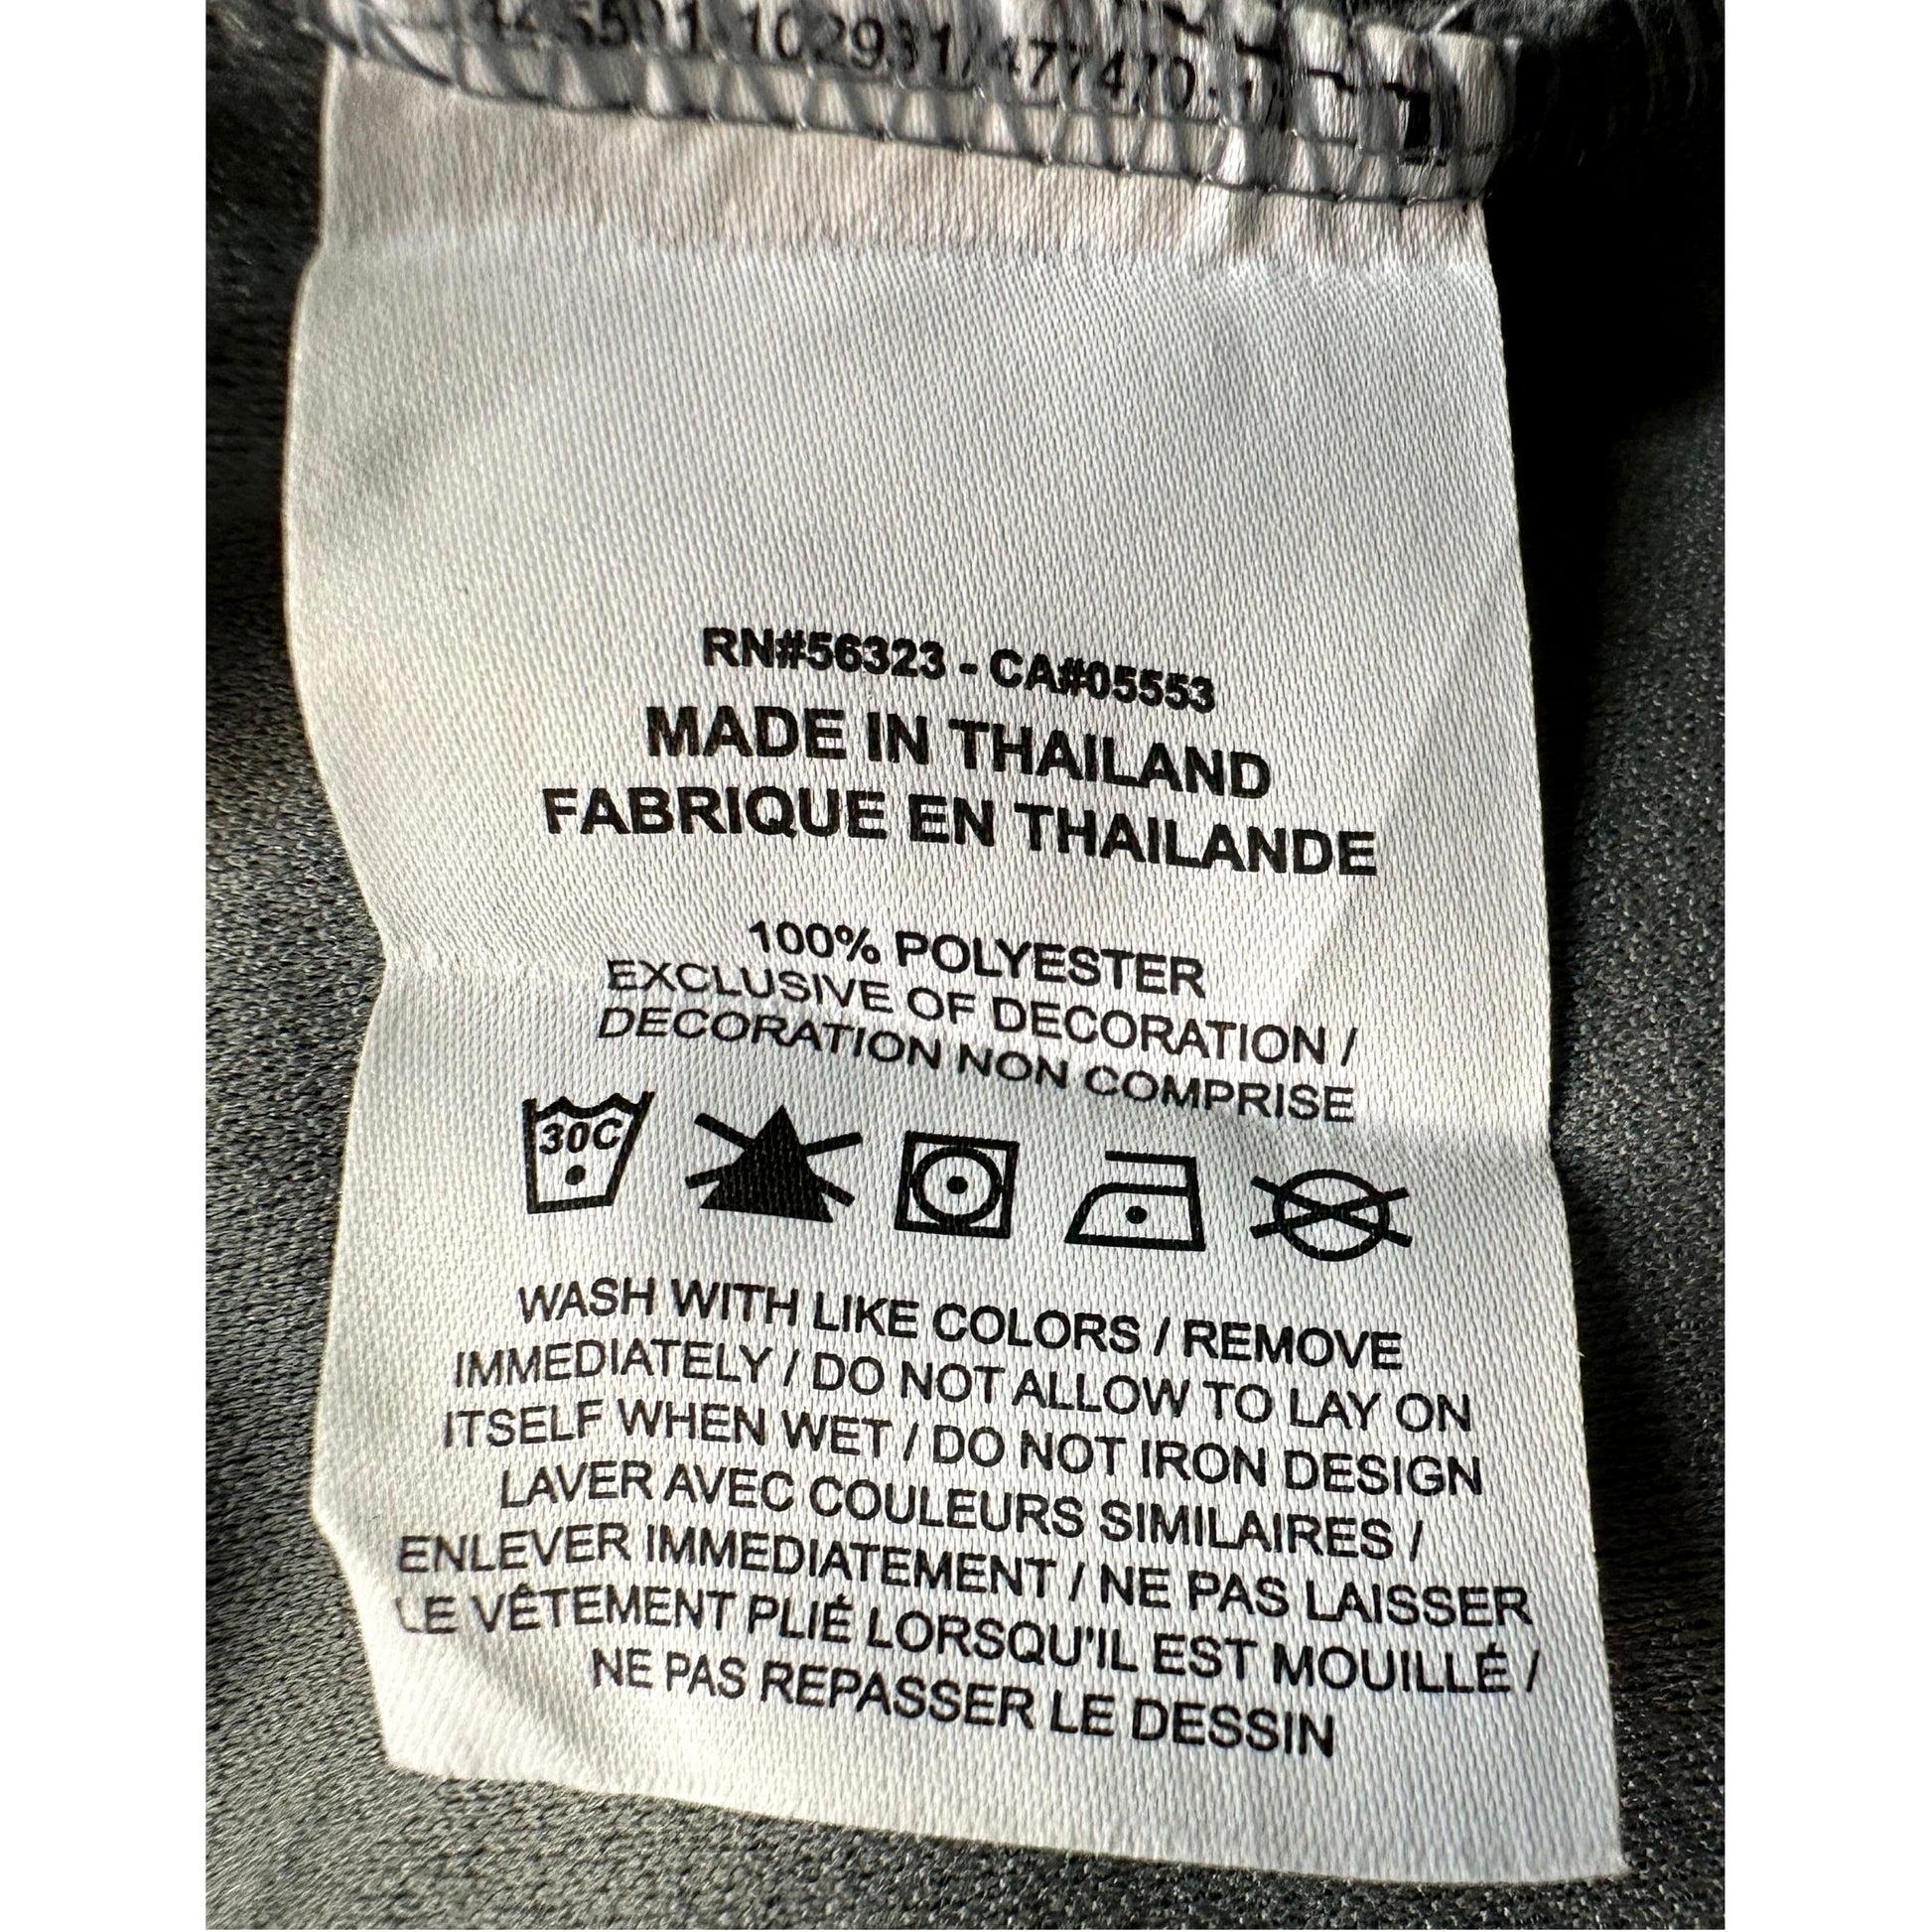 102931/477470
RN#56323 - CA#05553
MADE IN THAILAND
FABRIQUE EN THAILANDE
100% POLYESTER
EXCLUSIVE OF DECORATION /
DECORATION NON COMPRISE
30C
WASH WITH LIKE COLORS / REMOVE
IMMEDIATELY / DO NOT ALLOW TO LAY ON
ITSELF WHEN WET / DO NOT IRON DESIGN
LAVER AVEC COULEURS SIMILAIRES /
ENLEVER IMMEDIATEMENT / NE PAS LAISSER
LE VÊTEMENT PLIÉ LORSQU'IL EST MOUILLÉ /
NE PAS REPASSER LE DESSIN